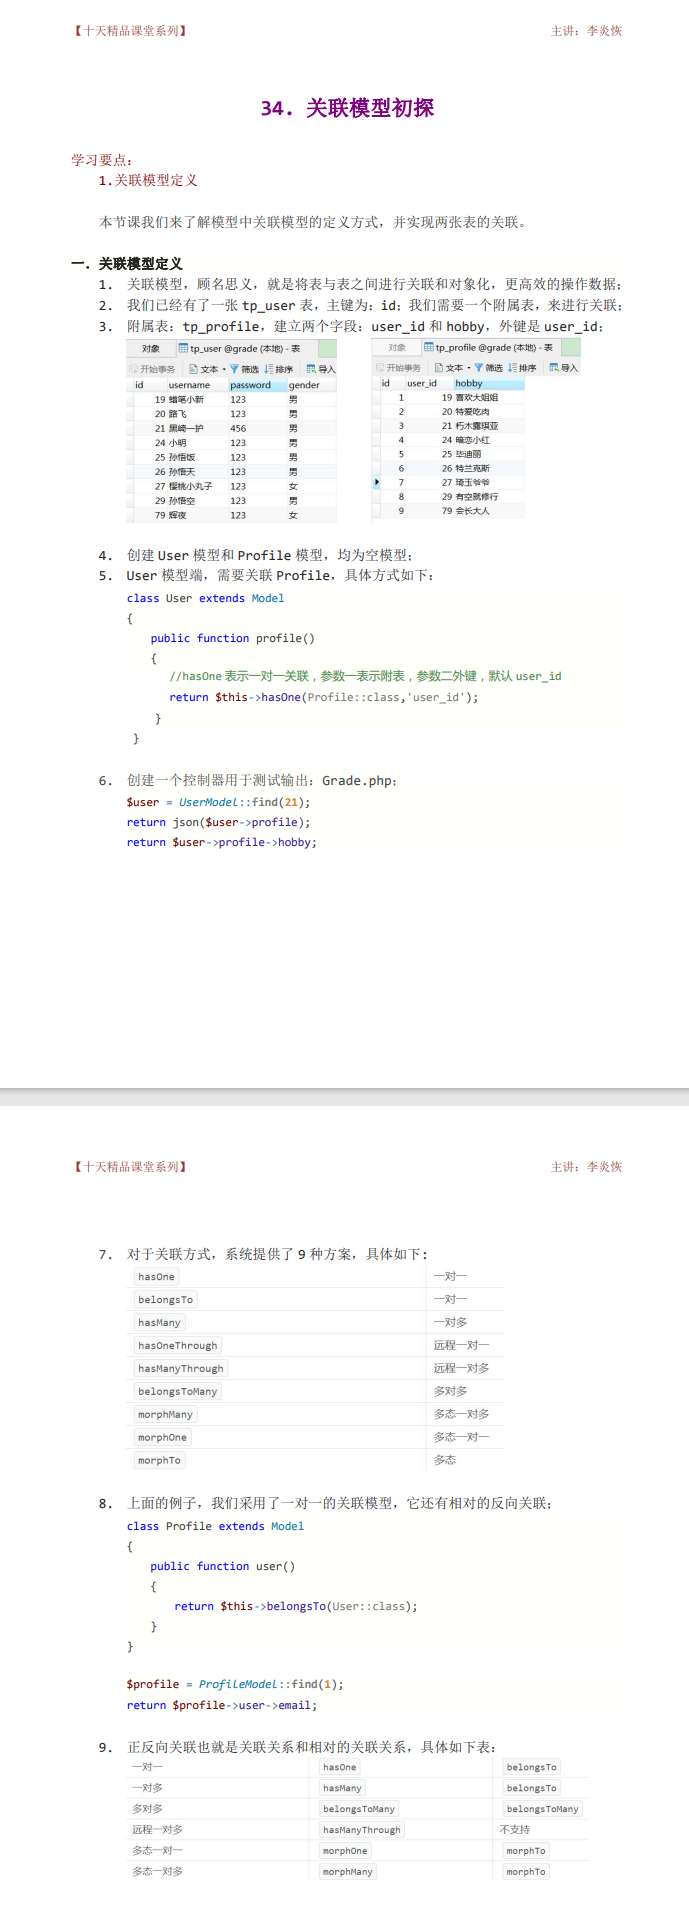 【十天精品课堂系列】 主讲：李炎恢
34．关联模型初探
学习要点：
1.关联模型定义
本节课我们来了解模型中关联模型的定义方式，并实现两张表的关联。
一．关联模型定义
1. 关联模型，顾名思义，就是将表与表之间进行关联和对象化，更高效的操作数据；
2. 我们已经有了一张 tp_user 表，主键为：id；我们需要一个附属表，来进行关联；
3. 附属表：tp_profile，建立两个字段：user_id 和 hobby，外键是 user_id；
对象 tp_user @grade (本地) - 表
开始事务 文本 筛选 排序 导入
id username password gender
19 蜡笔小新 123 男
20 路飞 123 男
21 黑崎一护 456 男
24 小明 123 男
25 孙悟饭 123 男
26 孙悟天 123 男
27 樱桃小丸子 123 女
29 孙悟空 123 男
79 辉夜 123 女
对象 tp_profile @grade (本地) - 表
开始事务 文本 筛选 排序 导入
id user_id hobby
1 19 喜欢大姐姐
2 20 特爱吃肉
3 21 朽木露琪亚
4 24 暗恋小红
5 25 毕迪丽
6 26 特兰克斯
7 27 琦玉爷爷
8 29 有空就修行
9 79 会长大人
4. 创建 User 模型和 Profile 模型，均为空模型；
5. User 模型端，需要关联 Profile，具体方式如下：
class User extends Model
{
public function profile()
{
//hasOne 表示一对一关联，参数一表示附表，参数二外键，默认 user_id
return $this->hasOne(Profile::class,'user_id');
}
}
6. 创建一个控制器用于测试输出：Grade.php；
$user = UserModel::find(21);
return json($user->profile);
return $user->profile->hobby;
【十天精品课堂系列】 主讲：李炎恢
7. 对于关联方式，系统提供了 9 种方案，具体如下：
hasOne 一对一
belongsTo 一对一
hasMany 一对多
hasOneThrough 远程一对一
hasManyThrough 远程一对多
belongsToMany 多对多
morphMany 多态一对多
morphOne 多态一对一
morphTo 多态
8. 上面的例子，我们采用了一对一的关联模型，它还有相对的反向关联；
class Profile extends Model
{
public function user()
{
return $this->belongsTo(User::class);
}
}
$profile = ProfileModel::find(1);
return $profile->user->email;
9. 正反向关联也就是关联关系和相对的关联关系，具体如下表：
一对一 hasOne belongsTo
一对多 hasMany belongsTo
多对多 belongsToMany belongsToMany
远程一对多 hasManyThrough 不支持
多态一对一 morphOne morphTo
多态一对多 morphMany morphTo